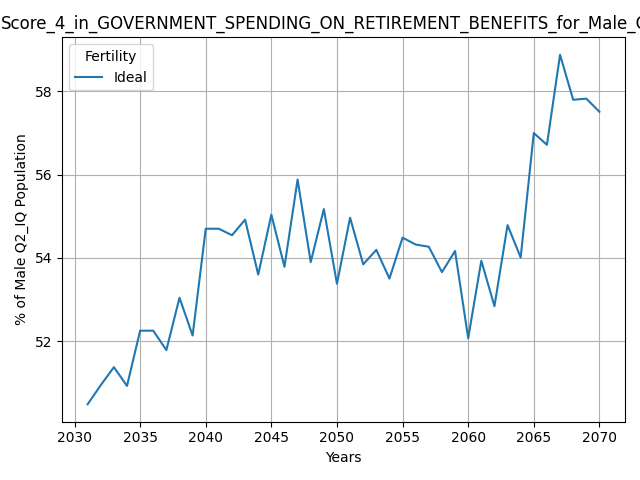 Score_4_in_GOVERNMENT_SPENDING_ON_RETIREMENT_BENEFITS_for_Male_
Fertility
Ideal
58
56
54
52
% of Male Q2_IQ Population
2030 2035 2040 2045 2050 2055 2060 2065 2070
Years